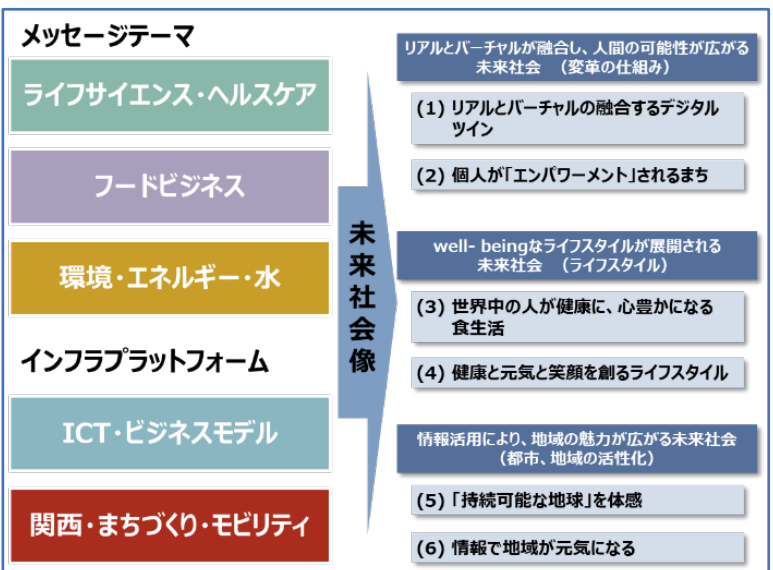 メッセージテーマ
ライフサイエンス・ヘルスケア
フードビジネス
環境・エネルギー・水
インフラプラットフォーム
ICT・ビジネスモデル
関西・まちづくり・モビリティ
未来社会像
リアルとバーチャルが融合し、人間の可能性が広がる
未来社会 （変革の仕組み）
(1) リアルとバーチャルの融合するデジタル
ツイン
(2) 個人が「エンパワーメント」されるまち
well- beingなライフスタイルが展開される
未来社会 （ライフスタイル）
(3) 世界中の人が健康に、心豊かになる
食生活
(4) 健康と元気と笑顔を創るライフスタイル
情報活用により、地域の魅力が広がる未来社会
（都市、地域の活性化）
(5) 「持続可能な地球」を体感
(6) 情報で地域が元気になる